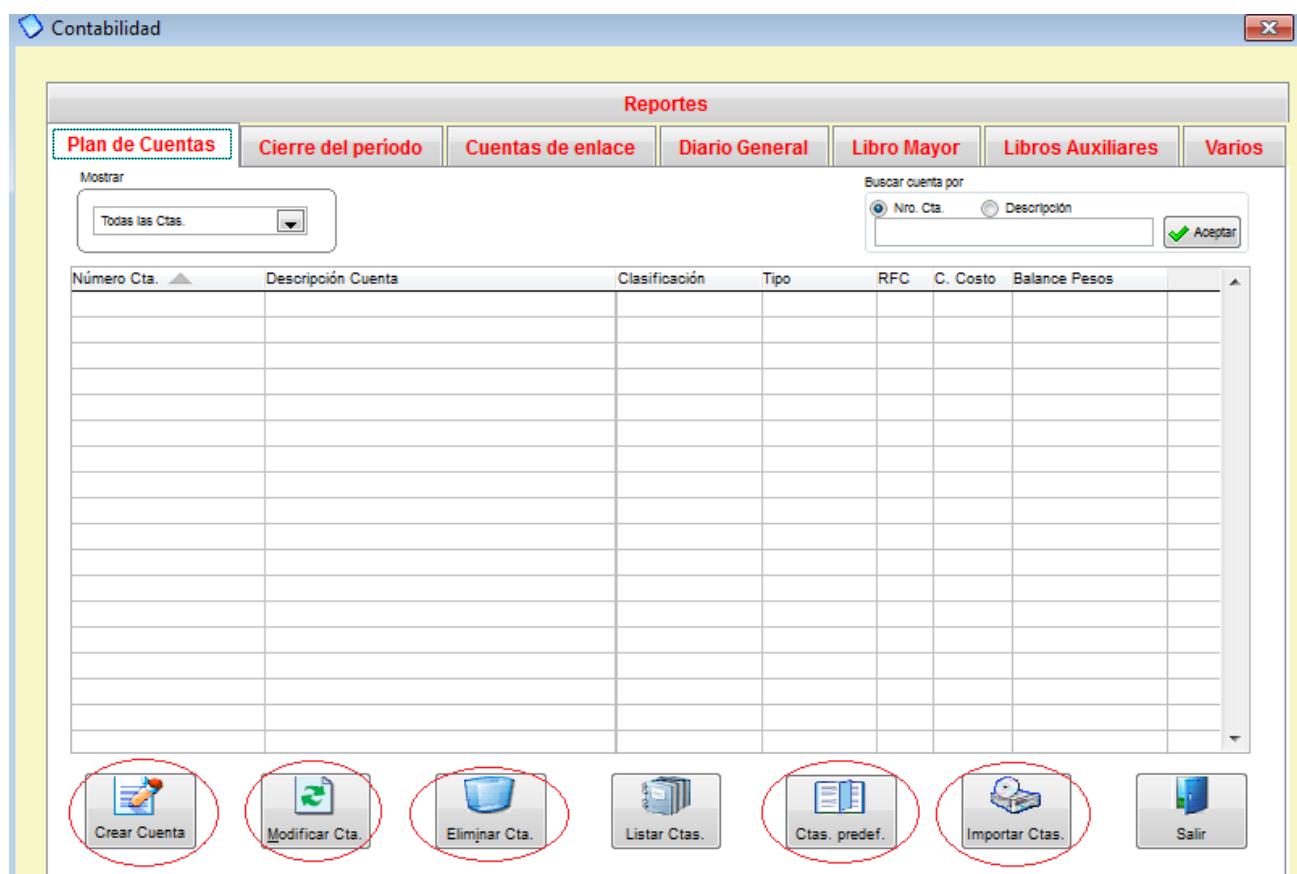 Contabilidad
Reportes
Plan de Cuentas Cierre del período Cuentas de enlace Diario General Libro Mayor Libros Auxiliares Varios
Mostrar
Todas las Ctas.
Buscar cuenta por
Nro. Cta. Descripción
Aceptar
Número Cta. Descripción Cuenta Clasificación Tipo RFC C. Costo Balance Pesos
Crear Cuenta Modificar Cta. Eliminar Cta. Listar Ctas. Ctas. predef. Importar Ctas. Salir